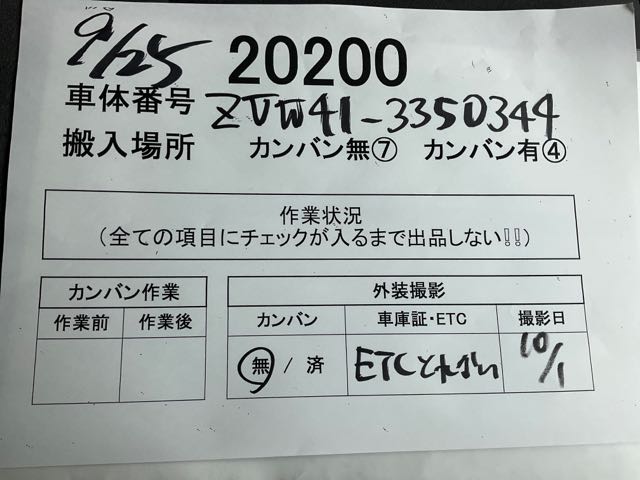 9/25 20200
車体番号 ZVW41-3350344
搬入場所 カンバン無⑦ カンバン有④
作業状況
(全ての項目にチェックが入るまで出品しない!!)
カンバン作業 外装撮影
作業前 作業後 カンバン 車庫証・ETC 撮影日
無 / 済 ETCとれない 10/1